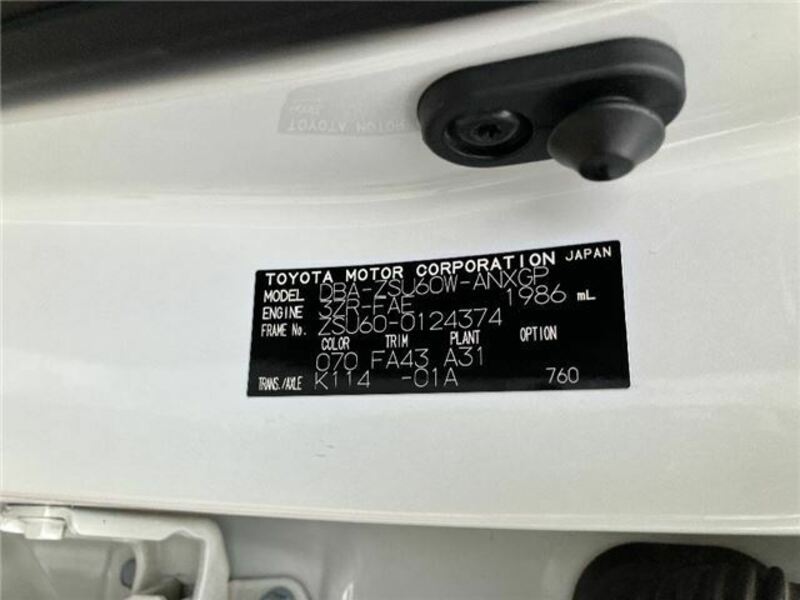 TOYOTA MOTOR CORPORATION JAPAN
MODEL DBA-ZSU60W-ANXGP
ENGINE 3ZR-FAE 1986 mL
FRAME No. ZSU60-0124374
COLOR TRIM PLANT OPTION
070 FA43 A31
TRANS./AXLE K114 -01A 760